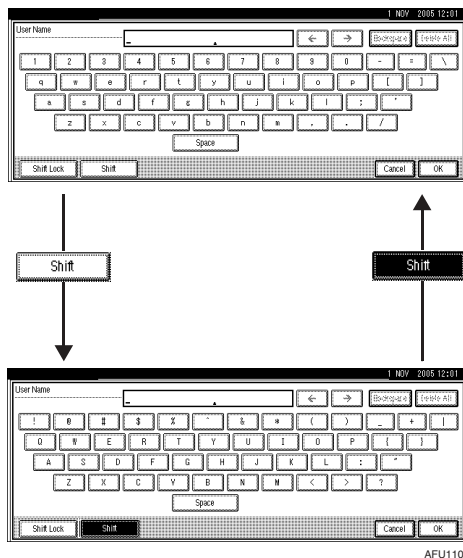 1 NOV 2005 12:01
User Name
← → Backspace Delete All
1 2 3 4 5 6 7 8 9 0 - = \
q w e r t y u i o p [ ]
a s d f g h j k l ; '
z x c v b n m , . /
Space
Shift Lock Shift Cancel OK
Shift Shift
1 NOV 2005 12:01
User Name
← → Backspace Delete All
! @ # $ % ^ & * ( ) _ + |
Q W E R T Y U I O P { }
A S D F G H J K L : "
Z X C V B N M < > ?
Space
Shift Lock Shift Cancel OK
AFU110